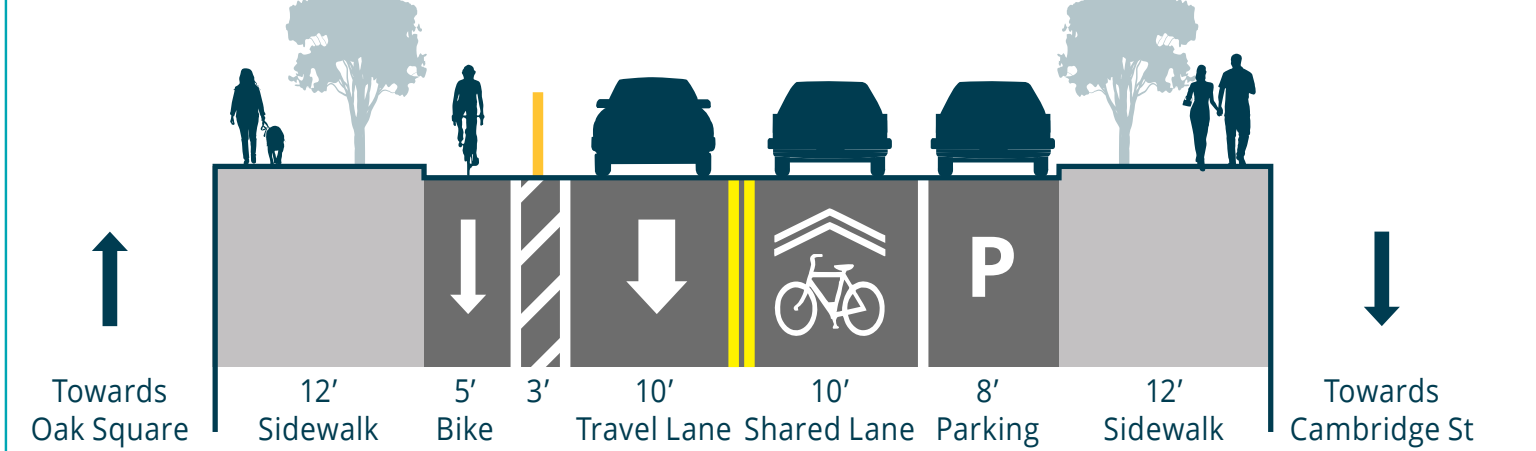 P
12’ 5’ 3’ 10’ 10’ 8’ 12’
Towards
Oak Square
Sidewalk Bike Travel Lane Shared Lane Parking Sidewalk
Towards
Cambridge St